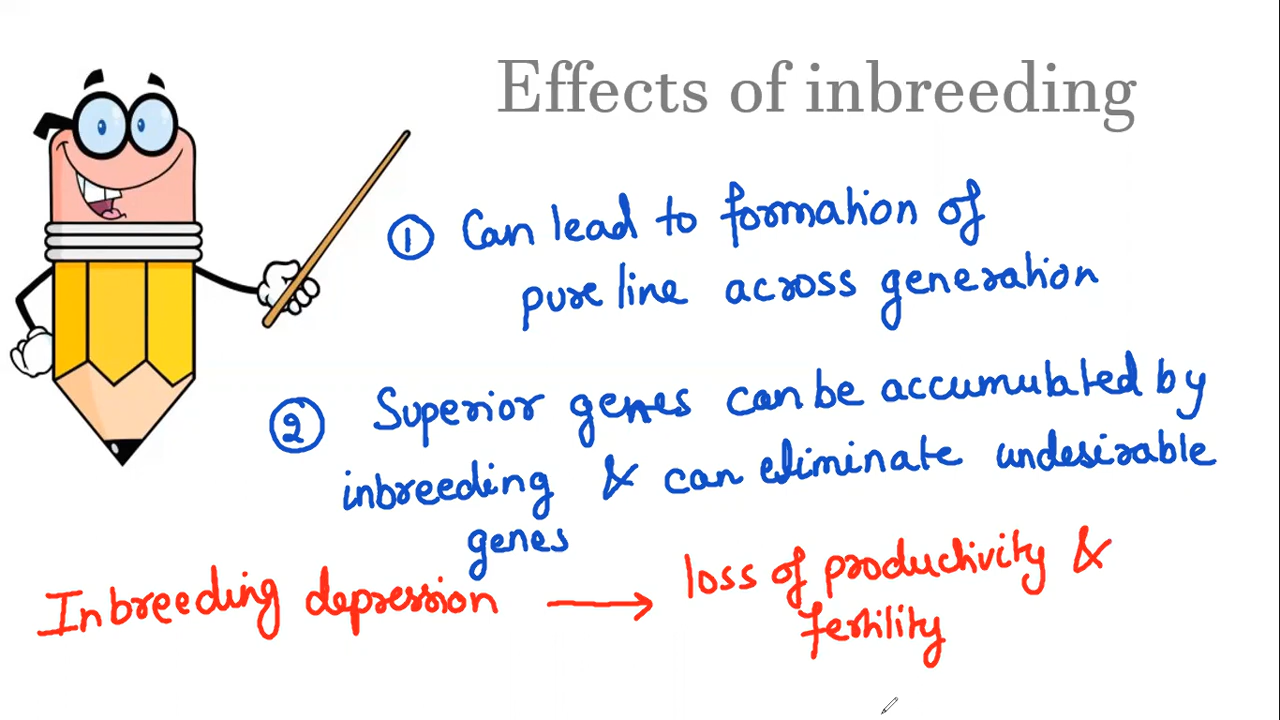 Effects of inbreeding
① Can lead to formation of
pure line across generation
② Superior genes can be accumulated by
inbreeding & can eliminate undesirable
genes
Inbreeding depression → loss of productivity &
fertility